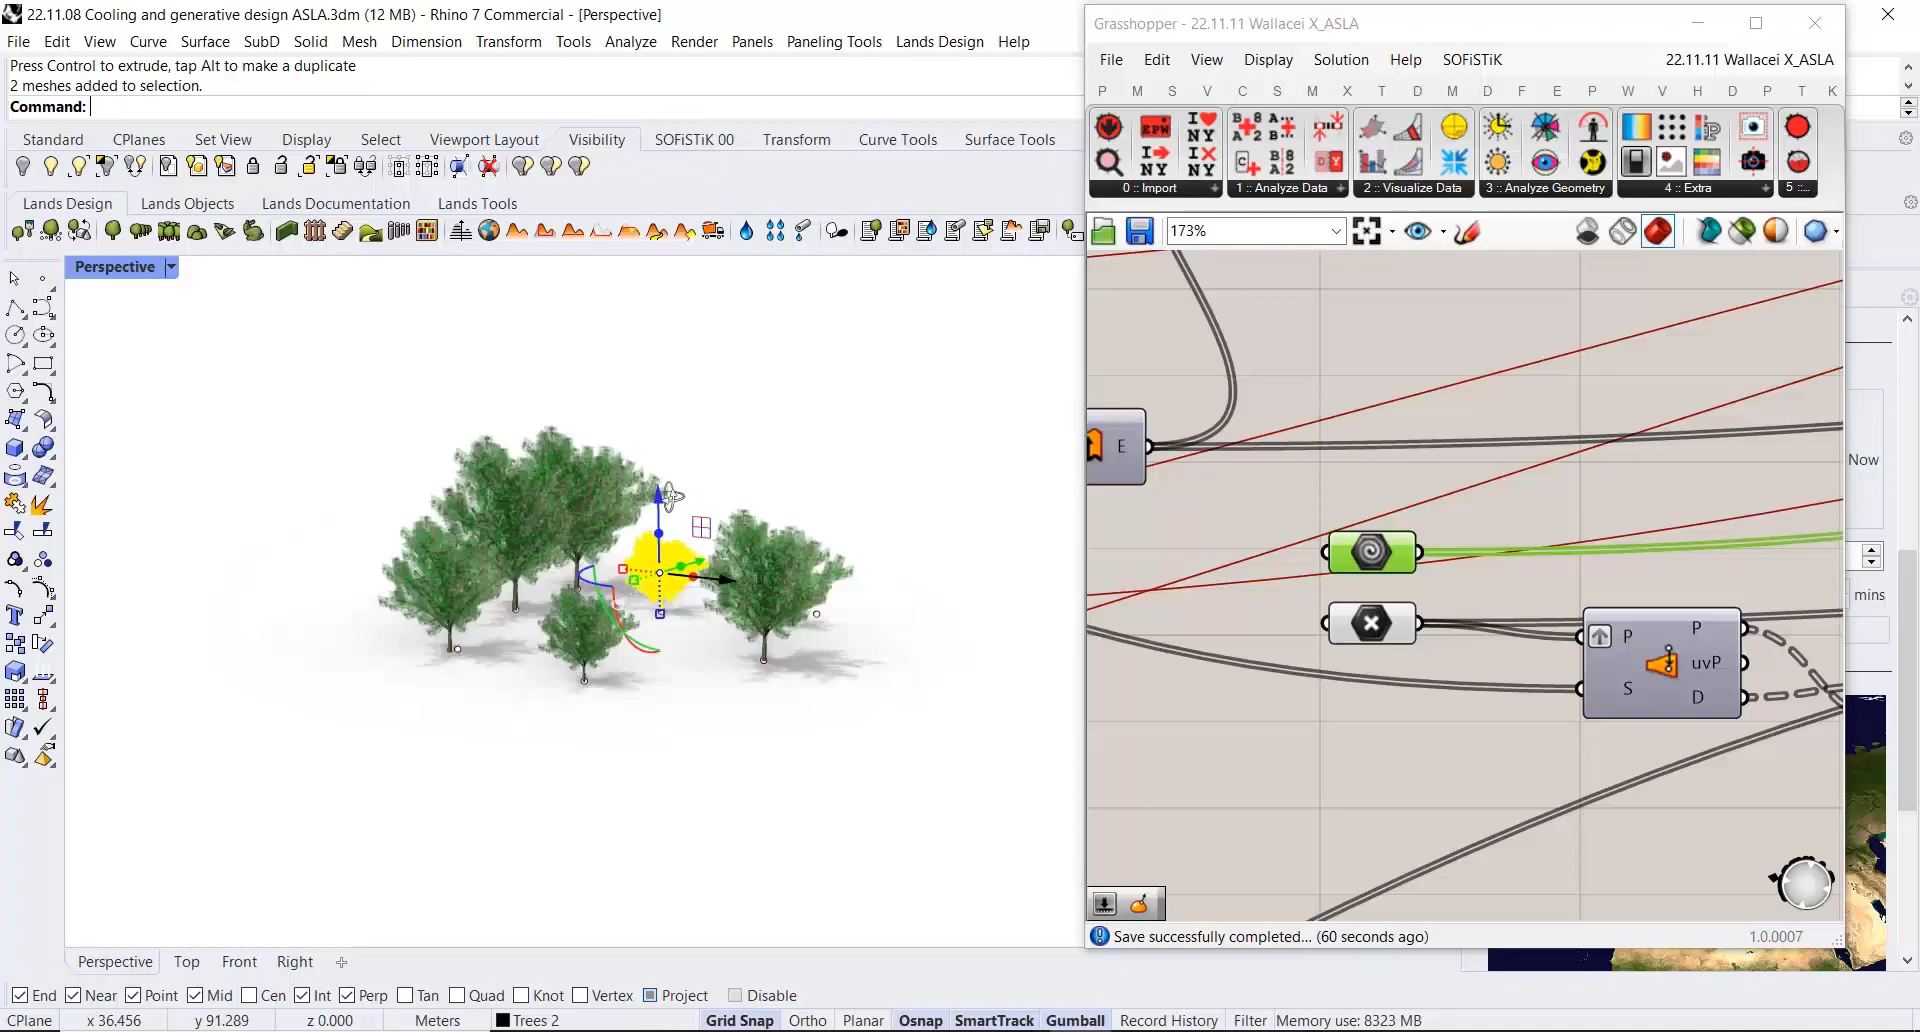 22.11.08 Cooling and generative design ASLA.3dm (12 MB) - Rhino 7 Commercial - [Perspective]
File Edit View Curve Surface SubD Solid Mesh Dimension Transform Tools Analyze Render Panels Paneling Tools Lands Design Help
Press Control to extrude, tap Alt to make a duplicate
2 meshes added to selection.
Command:
Standard CPlanes Set View Display Select Viewport Layout Visibility SOFiSTiK 00 Transform Curve Tools Surface Tools
Lands Design Lands Objects Lands Documentation Lands Tools
Perspective
Grasshopper - 22.11.11 Wallacei X_ASLA
File Edit View Display Solution Help SOFiSTiK 22.11.11 Wallacei X_ASLA
P M S V C S M X T D M D F E P W V H D P T K
EPW
I NY
I NY
I NY
0 :: Import
1 :: Analyze Data
2 :: Visualize Data
3 :: Analyze Geometry
4 :: Extra
5 ::..
173%
E
P
S
P
uvP
D
Now
mins
Save successfully completed... (60 seconds ago)
1.0.0007
Perspective Top Front Right
End Near Point Mid Cen Int Perp Tan Quad Knot Vertex Project Disable
CPlane x 36.456 y 91.289 z 0.000 Meters Trees 2 Grid Snap Ortho Planar Osnap SmartTrack Gumball Record History Filter Memory use: 8323 MB